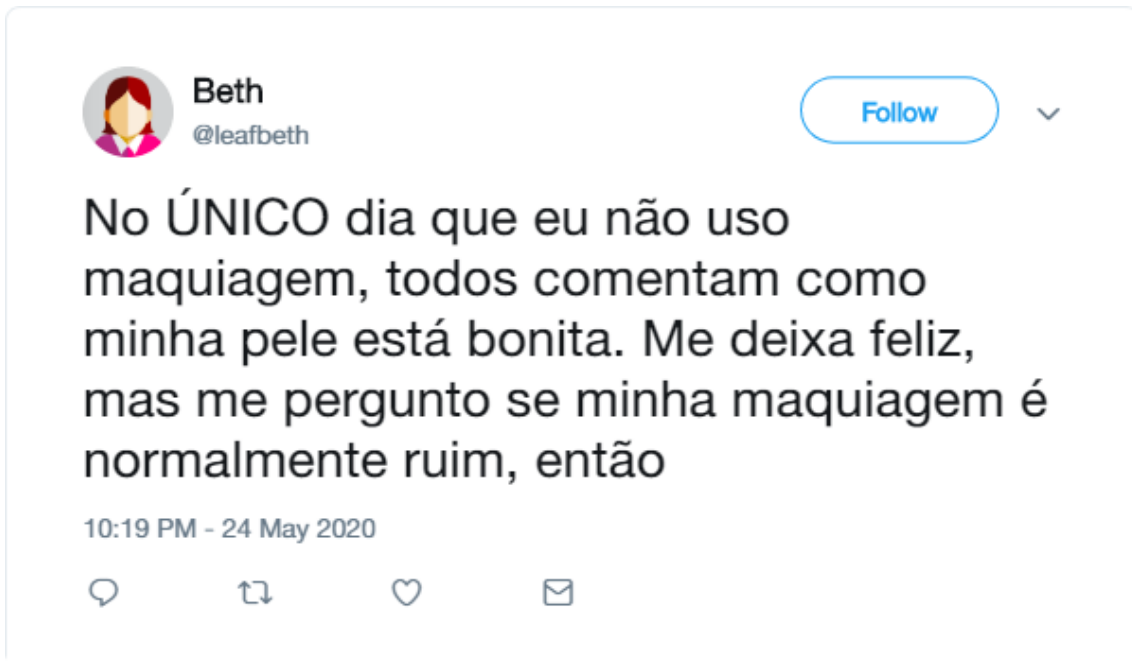 Beth
@leafbeth
Follow
No ÚNICO dia que eu não uso
maquiagem, todos comentam como
minha pele está bonita. Me deixa feliz,
mas me pergunto se minha maquiagem é
normalmente ruim, então
10:19 PM - 24 May 2020